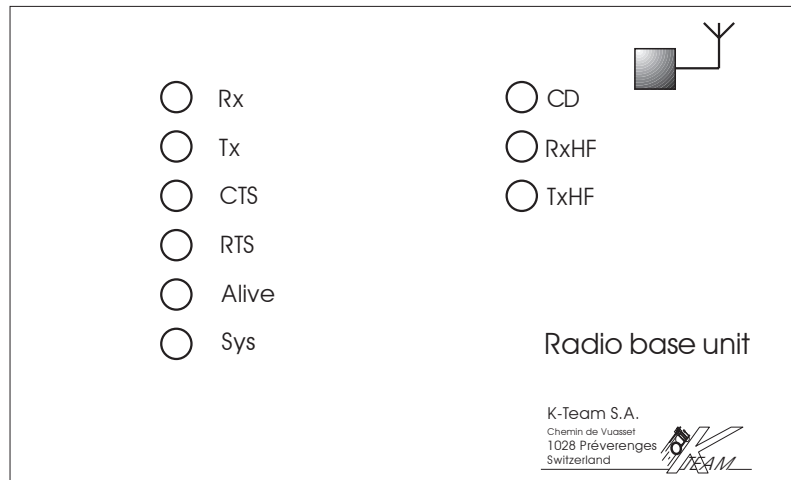 Rx
Tx
CTS
RTS
Alive
Sys
CD
RxHF
TxHF
Radio base unit
K-Team S.A.
Chemin de Vuasset
1028 Préverenges
Switzerland
K TEAM